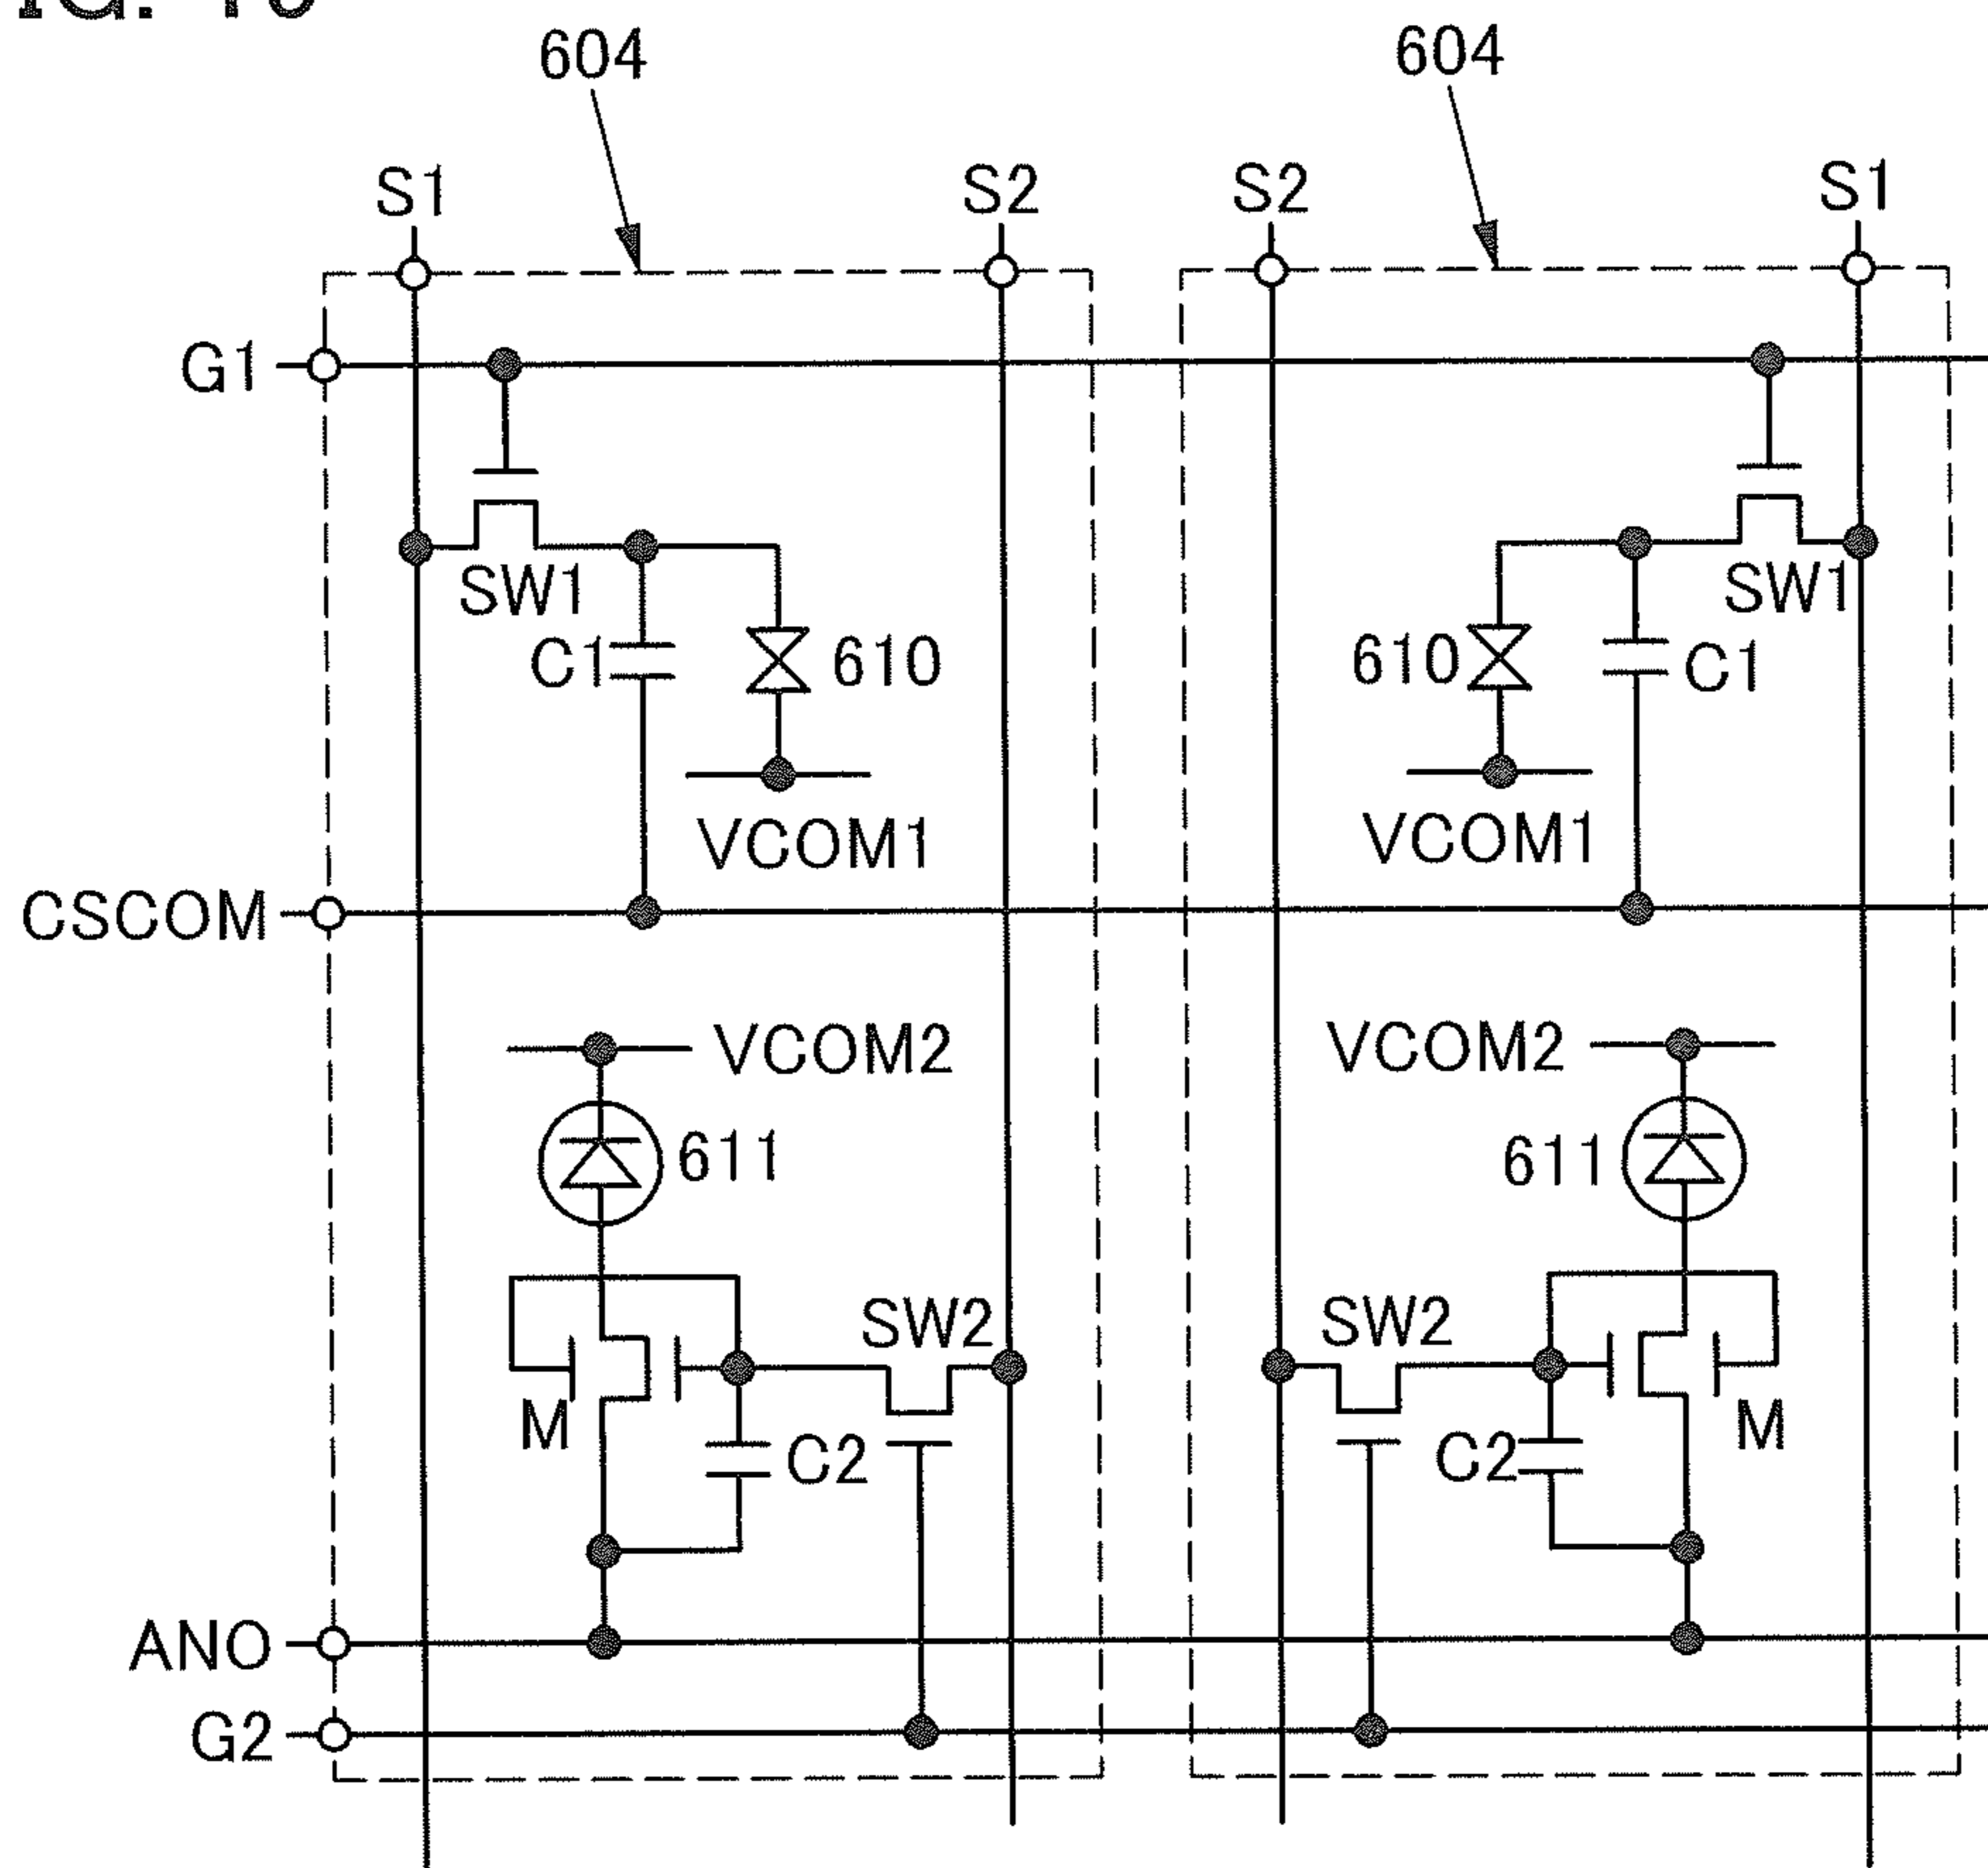 604 604
S1 S2 S2 S1
G1
SW1 SW1
C1 610 610 C1
VCOM1 VCOM1
CSCOM
VCOM2 VCOM2
611 611
SW2 SW2
M C2 C2 M
ANO
G2